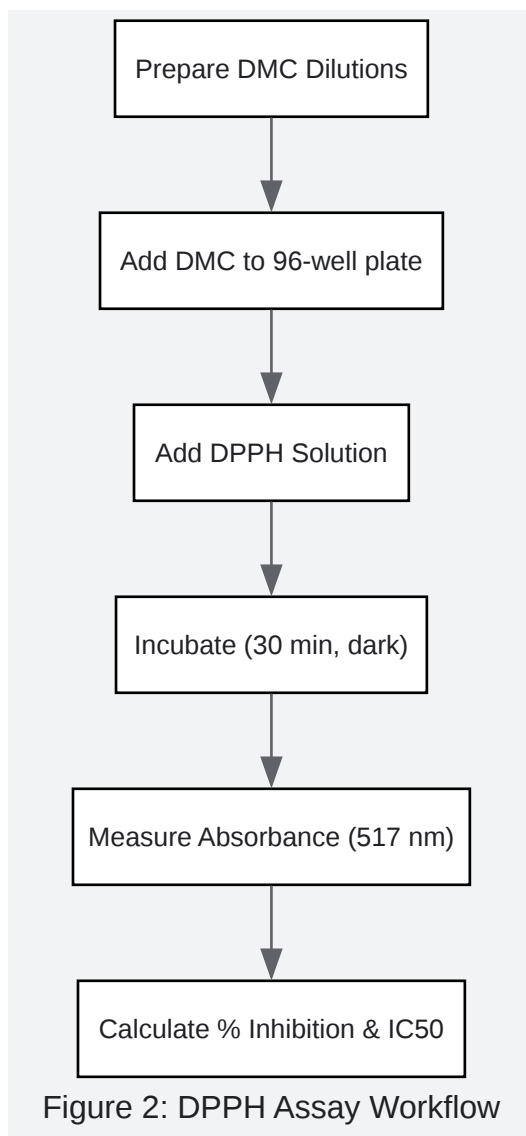 Prepare DMC Dilutions
Add DMC to 96-well plate
Add DPPH Solution
Incubate (30 min, dark)
Measure Absorbance (517 nm)
Calculate % Inhibition & IC50
Figure 2: DPPH Assay Workflow